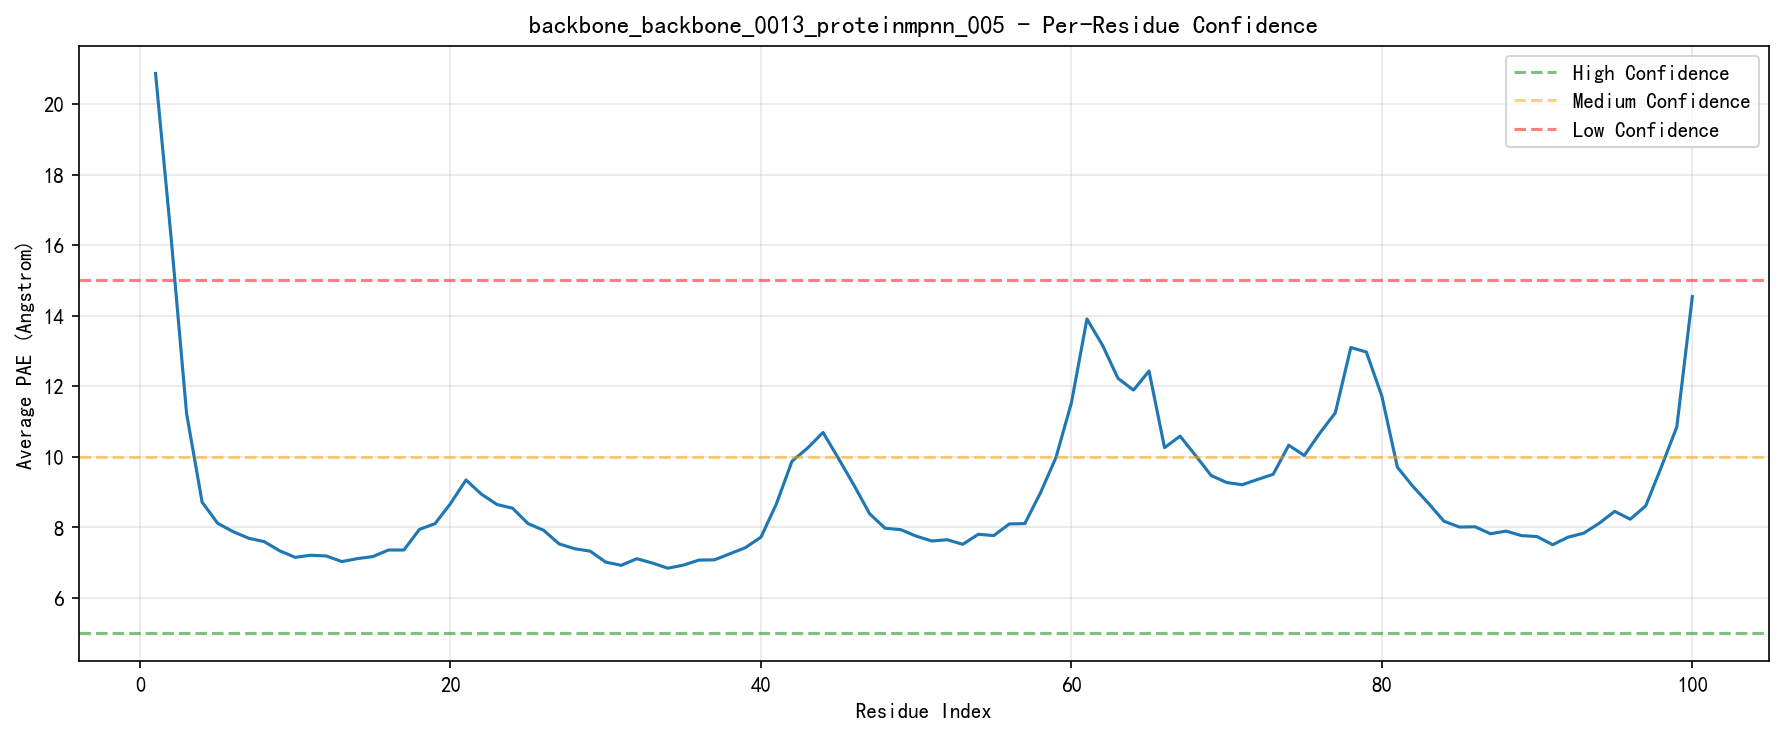 backbone_backbone_0013_proteinmpnn_005 - Per-Residue Confidence
High Confidence
Medium Confidence
Low Confidence
Average PAE (Angstrom)
20
18
16
14
12
10
8
6
0 20 40 60 80 100
Residue Index